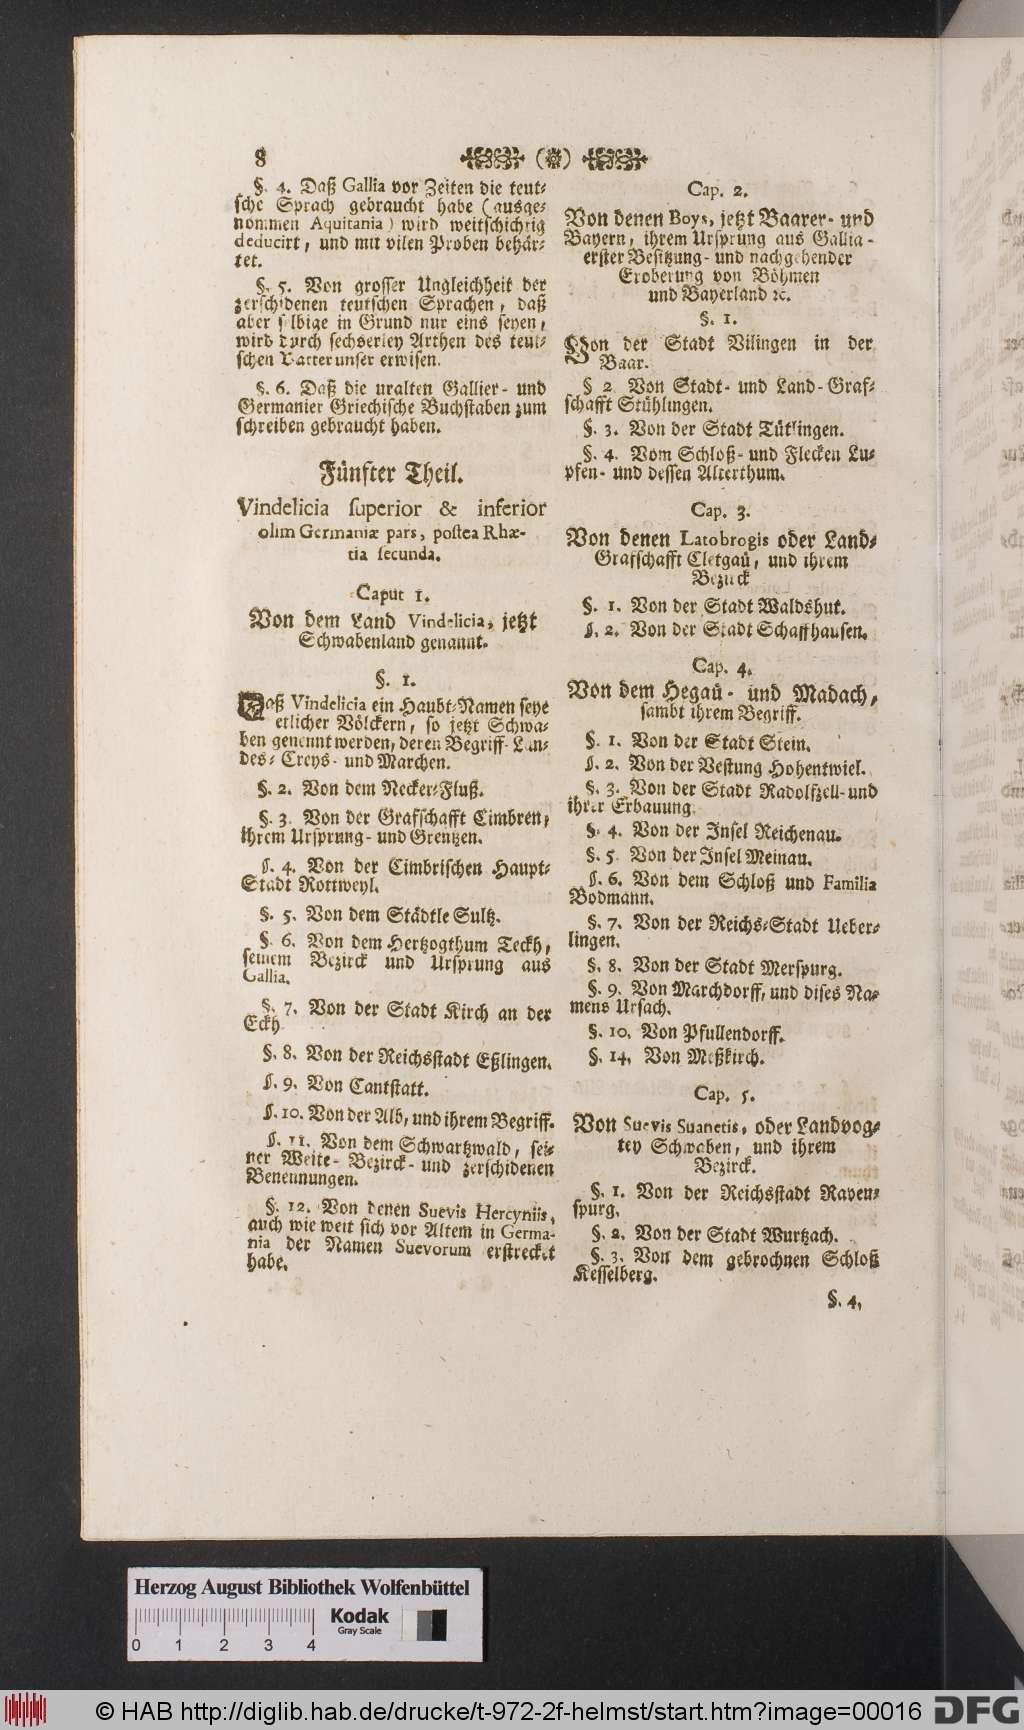 8
§. 4. Daß Gallia vor Zeiten die teut-
sche Sprach gebraucht habe (ausge-
nommen Aquitania) wird weitschichtig
deducirt, und mit vilen Proben behär-
tet.
§. 5. Von grosser Ungleichheit der
zerschidenen teutschen Sprachen, daß
aber selbige in Grund nur eins seyen,
wird durch sechserley Arthen des teut-
schen Vatter unser erwisen.
§. 6. Daß die uralten Gallier- und
Germanier Griechische Buchstaben zum
schreiben gebraucht haben.
Fünfter Theil.
Vindelicia superior & inferior
olim Germaniæ pars, postea Rhæ-
tia secunda.
Caput 1.
Von dem Land Vindelicia, jetzt
Schwabenland genannt.
§. 1.
Daß Vindelicia ein Haubt-Namen seye
etlicher Völckern, so jetzt Schwa-
ben genennt werden, deren Begriff- Lan-
des- Creys- und Marchen.
§. 2. Von dem Necker-Fluß.
§. 3. Von der Grafschafft Cimbren,
ihrem Ursprung- und Grentzen.
§. 4. Von der Cimbrischen Haupt-
Stadt Rottweyl.
§. 5. Von dem Städtle Sultz.
§. 6. Von dem Hertzogthum Teckh,
seinem Bezirck und Ursprung aus
Gallia.
§. 7. Von der Stadt Kirch an der
Eckh
§. 8. Von der Reichsstadt Eßlingen.
§. 9. Von Cantstatt.
§. 10. Von der Alb, und ihrem Begriff.
§. 11. Von dem Schwartzwald, sei-
ner Weite- Bezirck- und zerschidenen
Benennungen.
§. 12. Von denen Suevis Hercyniis,
auch wie weit sich vor Altem in Germa-
nia der Namen Suevorum erstrecket
habe.
Cap. 2.
Von denen Boys, jetzt Baarer- und
Bayern, ihrem Ursprung aus Gallia-
erster Besitzung- und nachgehender
Eroberung von Böhmen
und Bayerland ꝛc.
§. 1.
Von der Stadt Vilingen in der
Baar.
§ 2 Von Stadt- und Land-Graf-
schafft Stühlingen.
§. 3. Von der Stadt Tütlingen.
§. 4. Vom Schloß- und Flecken Lu-
pfen- und dessen Alterthum.
Cap. 3.
Von denen Latobrogis oder Land-
Grafschafft Cletgaü, und ihrem
Bezirck
§. 1. Von der Stadt Waldshut.
§. 2. Von der Stadt Schaffhausen.
Cap. 4.
Von dem Hegaü- und Madach,
sambt ihrem Begriff.
§. 1. Von der Stadt Stein.
§. 2. Von der Vestung Hohentwiel.
§. 3. Von der Stadt Radolfzell- und
ihrer Erbauung.
§. 4. Von der Insel Reichenau.
§. 5. Von der Insel Meinau.
§. 6. Von dem Schloß und Familia
Bodmann.
§. 7. Von der Reichs-Stadt Ueber-
lingen.
§. 8. Von der Stadt Merspurg.
§. 9. Von Marchdorff, und dises Na-
mens Ursach.
§. 10. Von Pfullendorff.
§. 14. Von Meßkirch.
Cap. 5.
Von Suevis Suanetis, oder Landvog-
tey Schwaben, und ihrem
Bezirck.
§. 1. Von der Reichsstadt Raven-
spurg.
§. 2. Von der Stadt Wurtzach.
§. 3. Von dem gebrochnen Schloß
Kesselberg.
§. 4.
Herzog August Bibliothek Wolfenbüttel
Kodak
Gray Scale
0 1 2 3 4
© HAB http://diglib.hab.de/drucke/t-972-2f-helmst/start.htm?image=00016
DFG